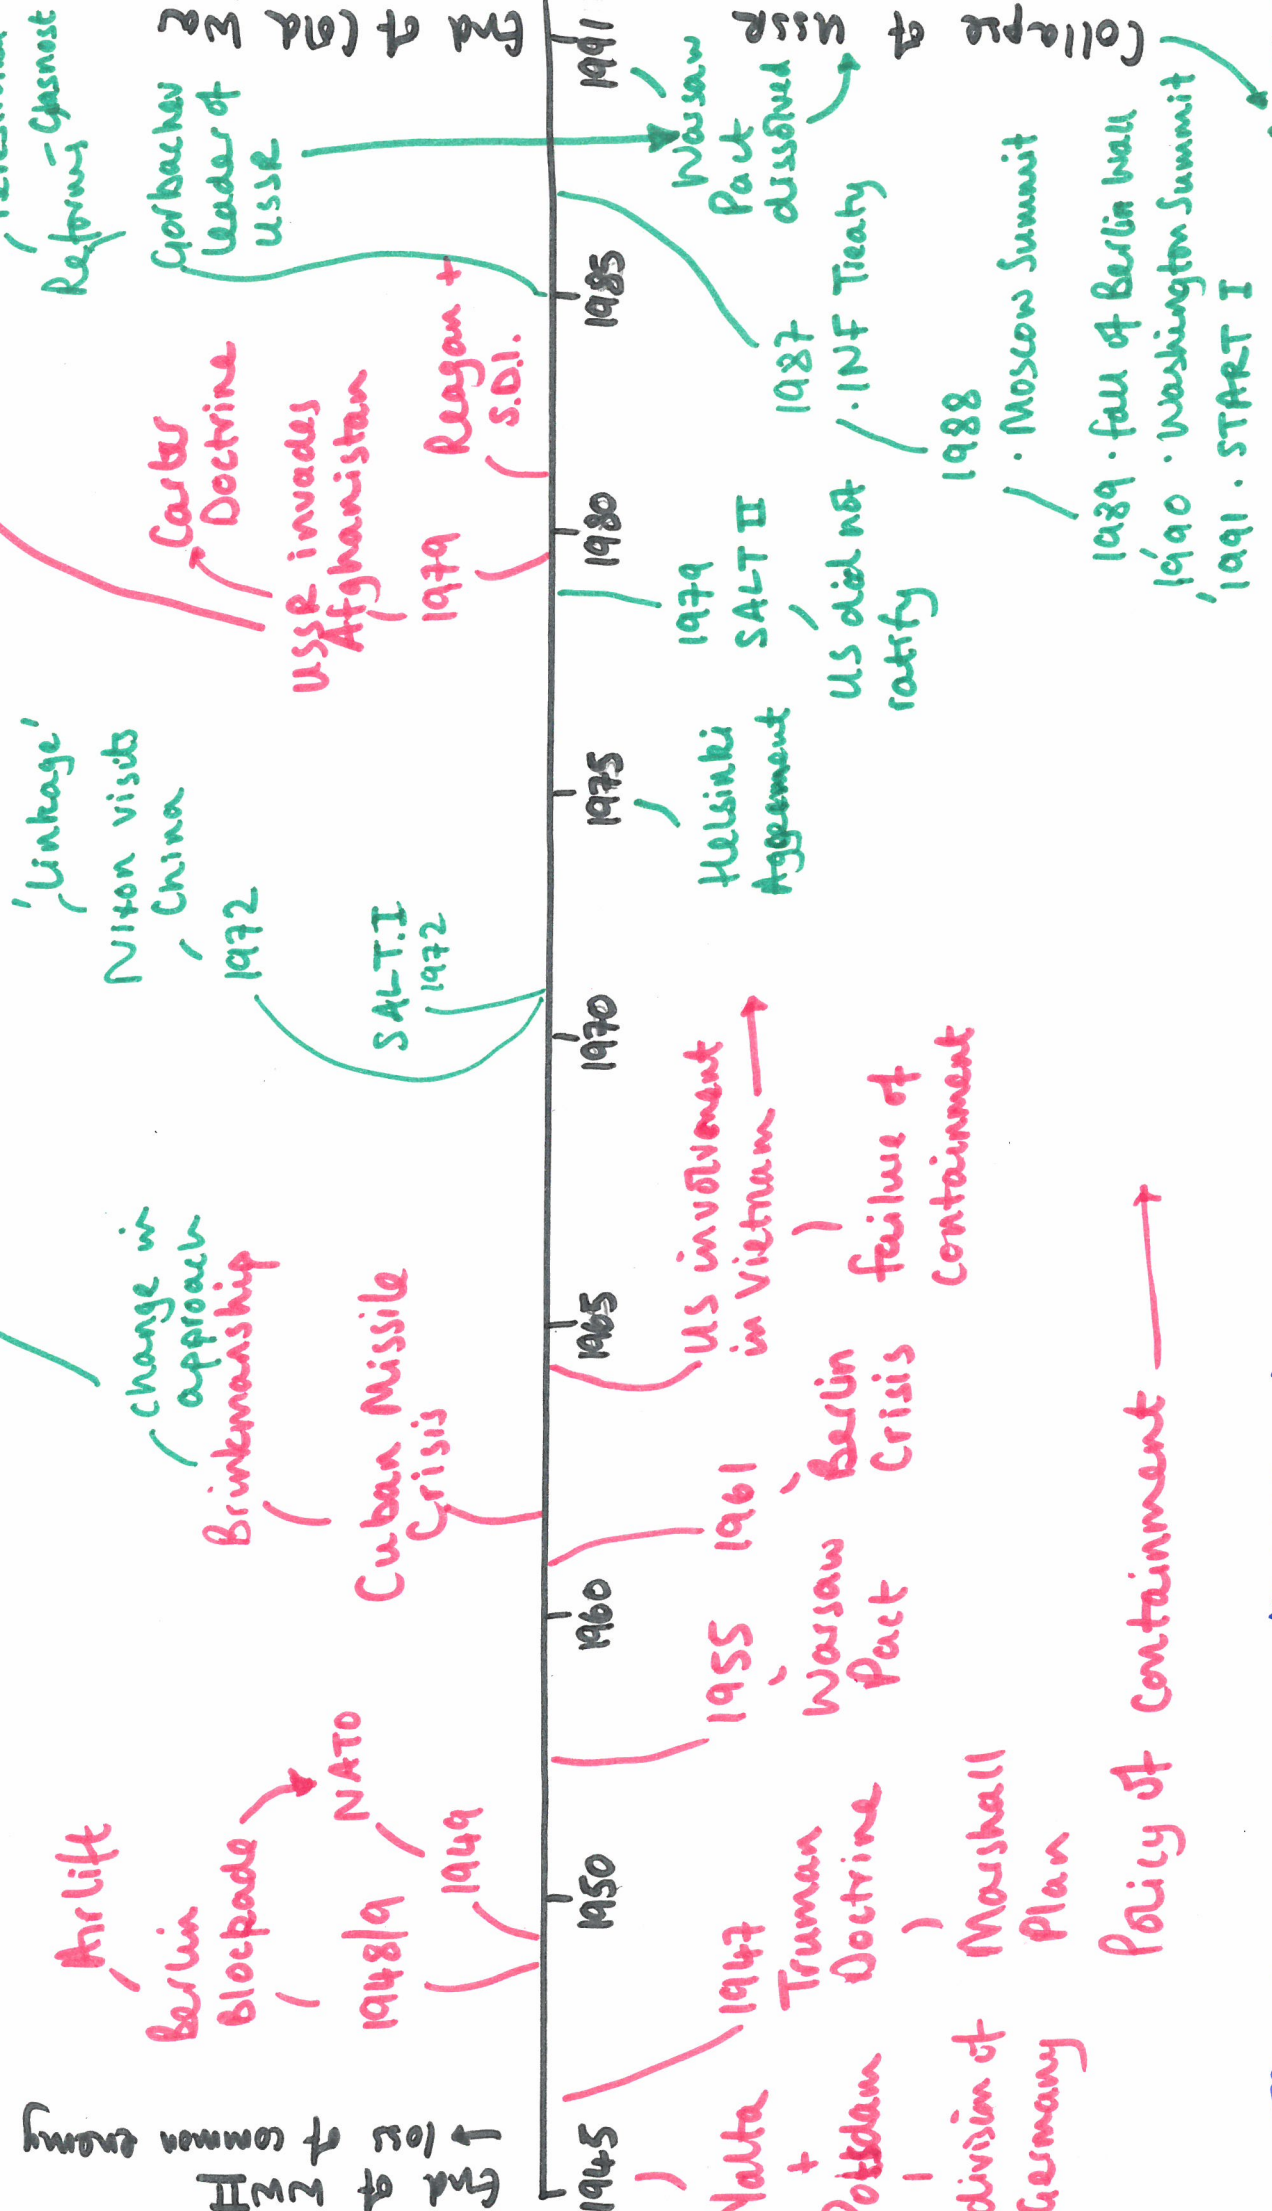 End of WWII
→ loss of common enemy
Airlift
Berlin
Blockade
1948/9
NATO
1949
change in
approach
Brinkmanship
Cuban Missile
Crisis
'linkage'
Nixon visits
China
1972
SALT.I
1972
Carter
Doctrine
USSR invades
Afghanistan
1979
Reagan +
S.D.I.
Reforms - Glasnost
Gorbachev
leader of
USSR
End of Cold War
1945
1950
1960
1965
1970
1975
1980
1985
1991
Yalta
+
Potsdam
division of
Germany
1947
Truman
Doctrine
Marshall
Plan
Policy of containment →
1955
Warsaw
Pact
1961
Berlin
Crisis
US involvment
in Vietnam →
failure of
containment
Helsinki
Aggreement
1979
SALT II
US did not
ratify
1987
. INF Treaty
1988
. Moscow Summit
1989 . fall of Berlin Wall
1990 . Washington Summit
1991 . START I
Warsaw
Pact
dissolved
Collapse of USSR